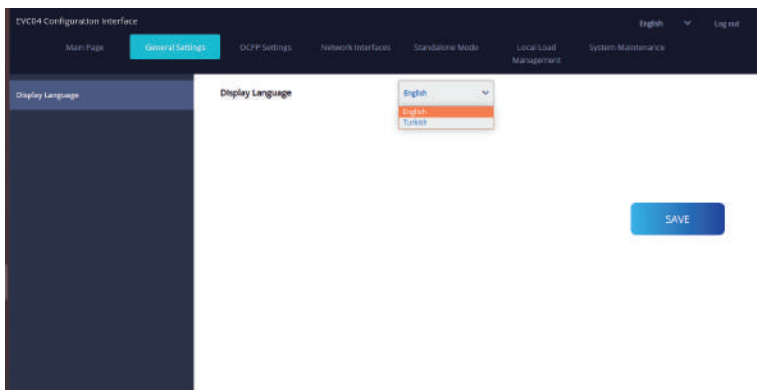 EVC04 Configuration Interface
English
Log out
Main Page
General Settings
OCPP Settings
Network Interfaces
Standalone Mode
Local Load
Management
System Maintenance
Display Language
Display Language
English
English
Turkish
SAVE